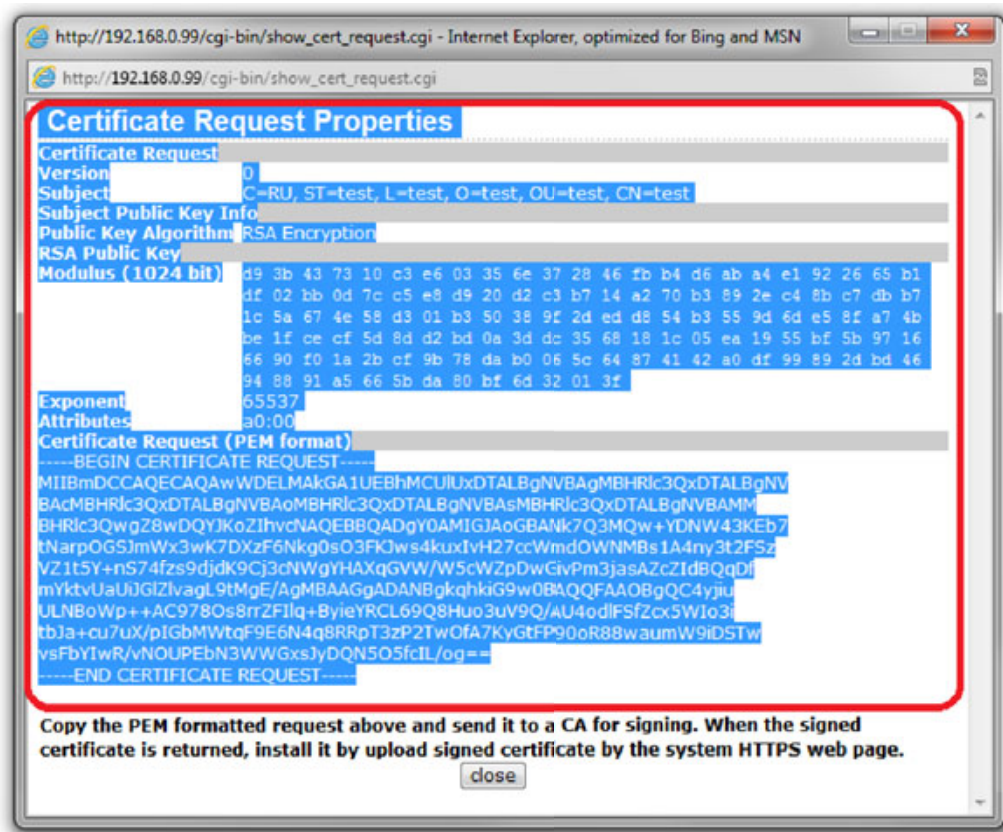 http://192.168.0.99/cgi-bin/show_cert_request.cgi - Internet Explorer, optimized for Bing and MSN
http://192.168.0.99/cgi-bin/show_cert_request.cgi
Certificate Request Properties
Certificate Request
Version 0
Subject C=RU, ST=test, L=test, O=test, OU=test, CN=test
Subject Public Key Info
Public Key Algorithm RSA Encryption
RSA Public Key
Modulus (1024 bit) d9 3b 43 73 10 c3 e6 03 35 6e 37 28 46 fb b4 d6 ab a4 e1 92 26 65 b1
df 02 bb 0d 7c c5 e8 d9 20 d2 c3 b7 14 a2 70 b3 89 2e c4 8b c7 db b7
1c 5a 67 4e 58 d3 01 b3 50 38 9f 2d ed d8 54 b3 55 9d 6d e5 8f a7 4b
be 1f ce cf 5d 8d d2 bd 0a 3d dc 35 68 18 1c 05 ea 19 55 bf 5b 97 16
66 90 f0 1a 2b cf 9b 78 da b0 06 5c 64 87 41 42 a0 df 99 89 2d bd 46
94 88 91 a5 66 5b da 80 bf 6d 32 01 3f
Exponent 65537
Attributes a0:00
Certificate Request (PEM format)
-----BEGIN CERTIFICATE REQUEST-----
MIIBmDCCAQECAQAwWDELMAkGA1UEBhMCUlUxDTALBgNVBAgMBHRlc3QxDTALBgNV
BAcMBHRlc3QxDTALBgNVBAoMBHRlc3QxDTALBgNVBAsMBHRlc3QxDTALBgNVBAMM
BHRlc3QwgZ8wDQYJKoZIhvcNAQEBBQADgY0AMIGJAoGBANk7Q3MQw+YDNW43KEb7
tNarpOGSJmWx3wK7DXzF6Nkg0sO3FKJws4kuxIvH27ccWmdOWNMBs1A4ny3t2FSz
VZ1t5Y+nS74fzs9djdK9Cj3cNWgYHAXqGVW/W5cWZpDwGivPm3jasAZcZIdBQqDf
mYktvUaUiJGlZlvagL9tMgE/AgMBAAGgADANBgkqhkiG9w0BAQQFAAOBgQC4yjiu
ULNBoWp++AC978Os8rrZFIlq+ByieYRCL69Q8Huo3uV9Q/AU4odlFSfZcx5WIo3i
tbJa+cu7uX/pIGbMWtqF9E6N4q8RRpT3zP2TwOfA7KyGtFP90oR88waumW9iDSTw
vsFbYIwR/vNOUPEbN3WWGxsJyDQN5O5fcIL/og==
-----END CERTIFICATE REQUEST-----
Copy the PEM formatted request above and send it to a CA for signing. When the signed
certificate is returned, install it by upload signed certificate by the system HTTPS web page.
close